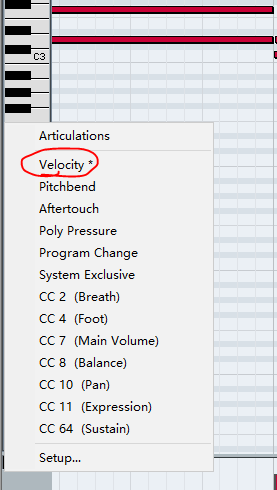 C3
Articulations
Velocity *
Pitchbend
Aftertouch
Poly Pressure
Program Change
System Exclusive
CC 2 (Breath)
CC 4 (Foot)
CC 7 (Main Volume)
CC 8 (Balance)
CC 10 (Pan)
CC 11 (Expression)
CC 64 (Sustain)
Setup...